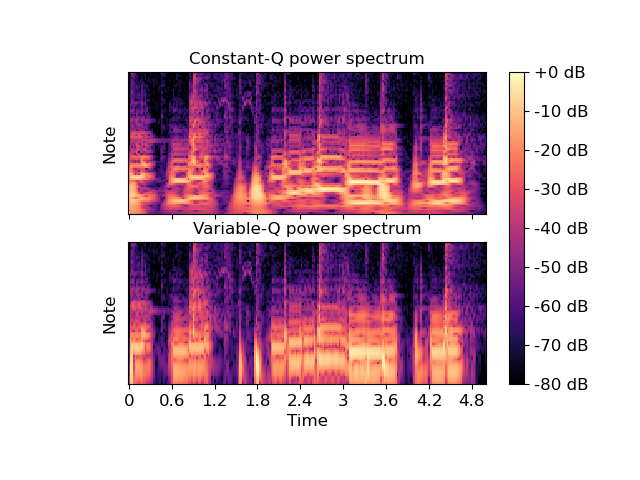 Constant-Q power spectrum
Note
Variable-Q power spectrum
Note
0 0.6 1.2 1.8 2.4 3 3.6 4.2 4.8
Time
+0 dB
-10 dB
-20 dB
-30 dB
-40 dB
-50 dB
-60 dB
-70 dB
-80 dB